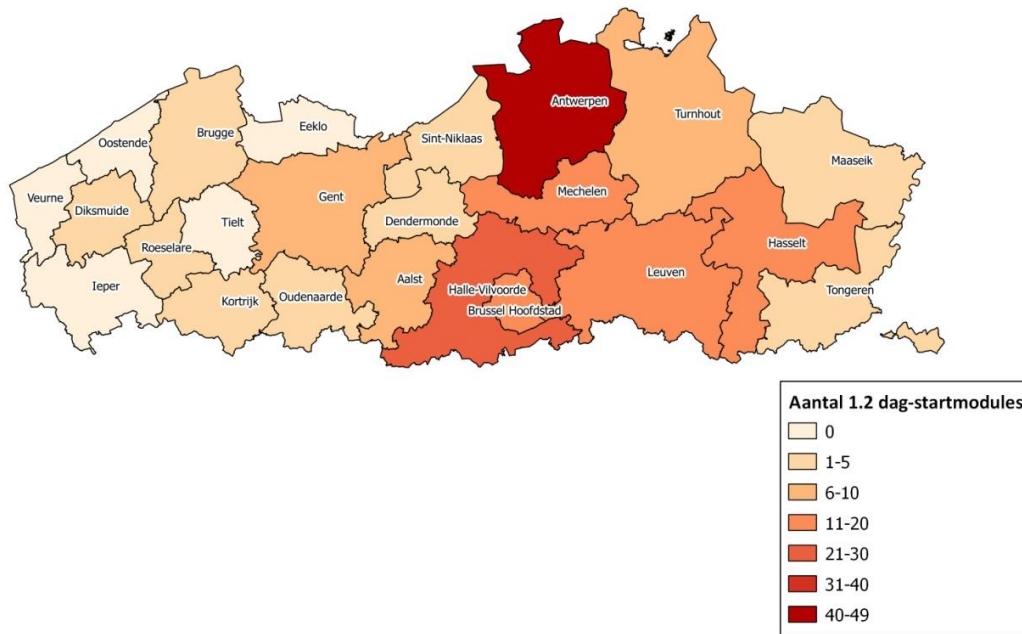 Antwerpen
Turnhout
Eeklo
Brugge
Oostende
Sint-Niklaas
Maaseik
Veurne
Gent
Mechelen
Diksmuide
Tielt
Dendermonde
Roeselare
Hasselt
Leuven
Aalst
Ieper
Halle-Vilvoorde
Tongeren
Kortrijk
Oudenaarde
Brussel Hoofdstad
Aantal 1.2 dag-startmodules
0
1-5
6-10
11-20
21-30
31-40
40-49